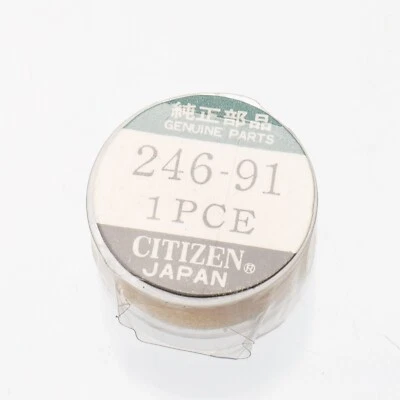 純正部品
GENUINE PARTS
246-91
1PCE
CITIZEN®
JAPAN